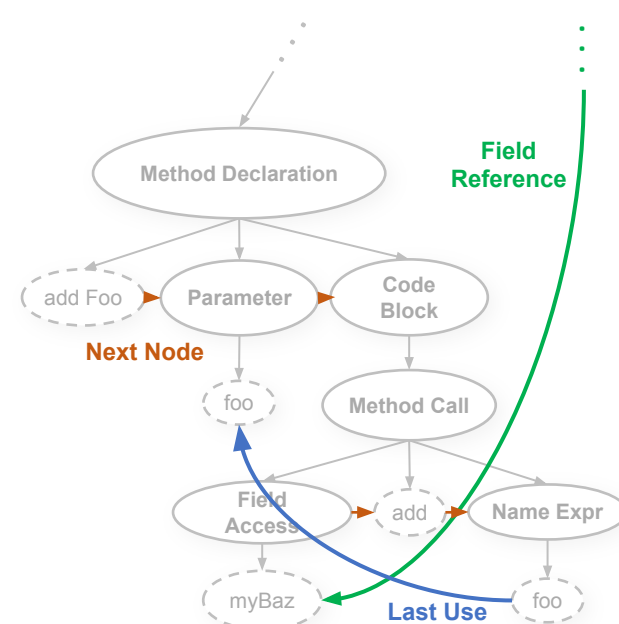 Field
Reference
Method Declaration
add Foo
Parameter
Code
Block
Next Node
foo
Method Call
Field
Access
add
Name Expr
myBaz
Last Use
foo